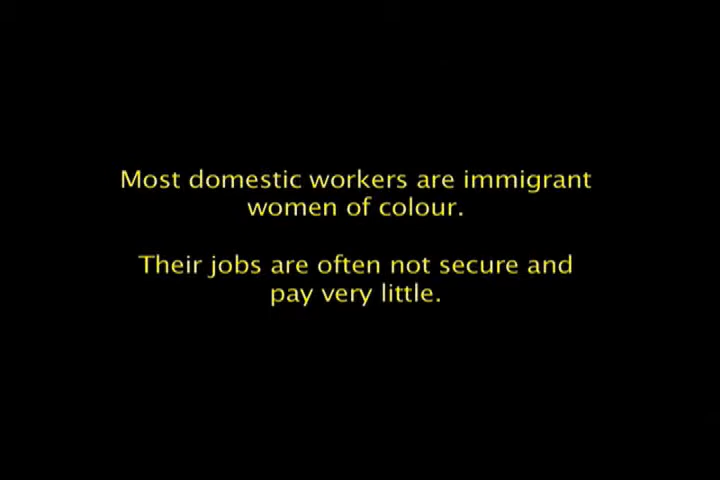 Most domestic workers are immigrant
women of colour.
Their jobs are often not secure and
pay very little.